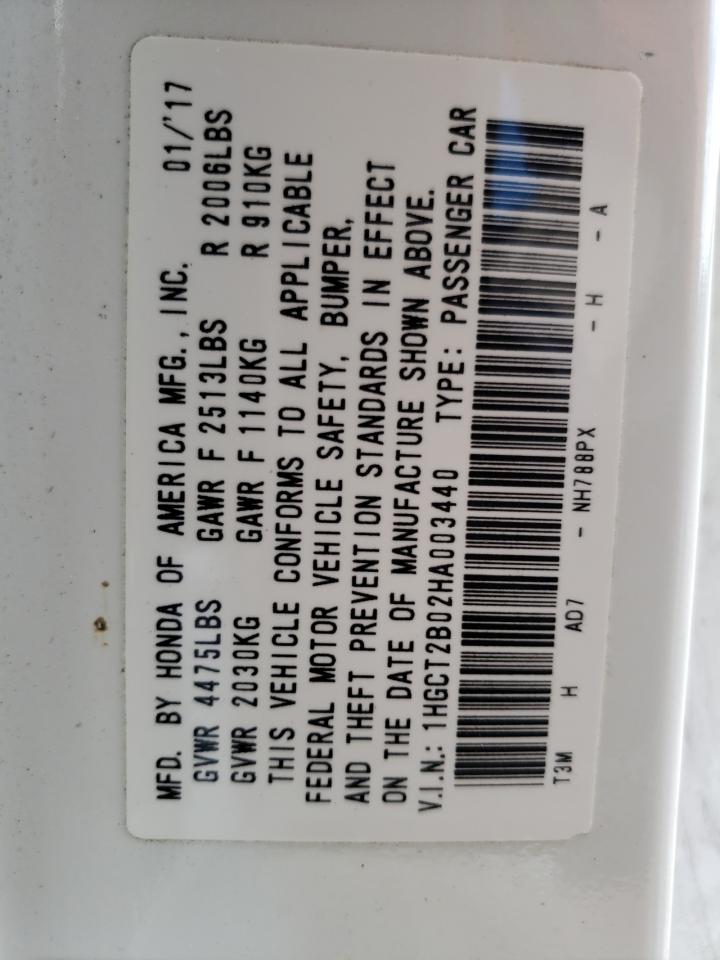 MFD. BY HONDA OF AMERICA MFG., INC. 01/'17
GVWR 4475LBS GAWR F 2513LBS R 2006LBS
GVWR 2030KG GAWR F 1140KG R 910KG
THIS VEHICLE CONFORMS TO ALL APPLICABLE
FEDERAL MOTOR VEHICLE SAFETY, BUMPER,
AND THEFT PREVENTION STANDARDS IN EFFECT
ON THE DATE OF MANUFACTURE SHOWN ABOVE.
V.I.N.: 1HGCT2B02HA003440 TYPE: PASSENGER CAR
T3M H AD7 - NH788PX - H - A